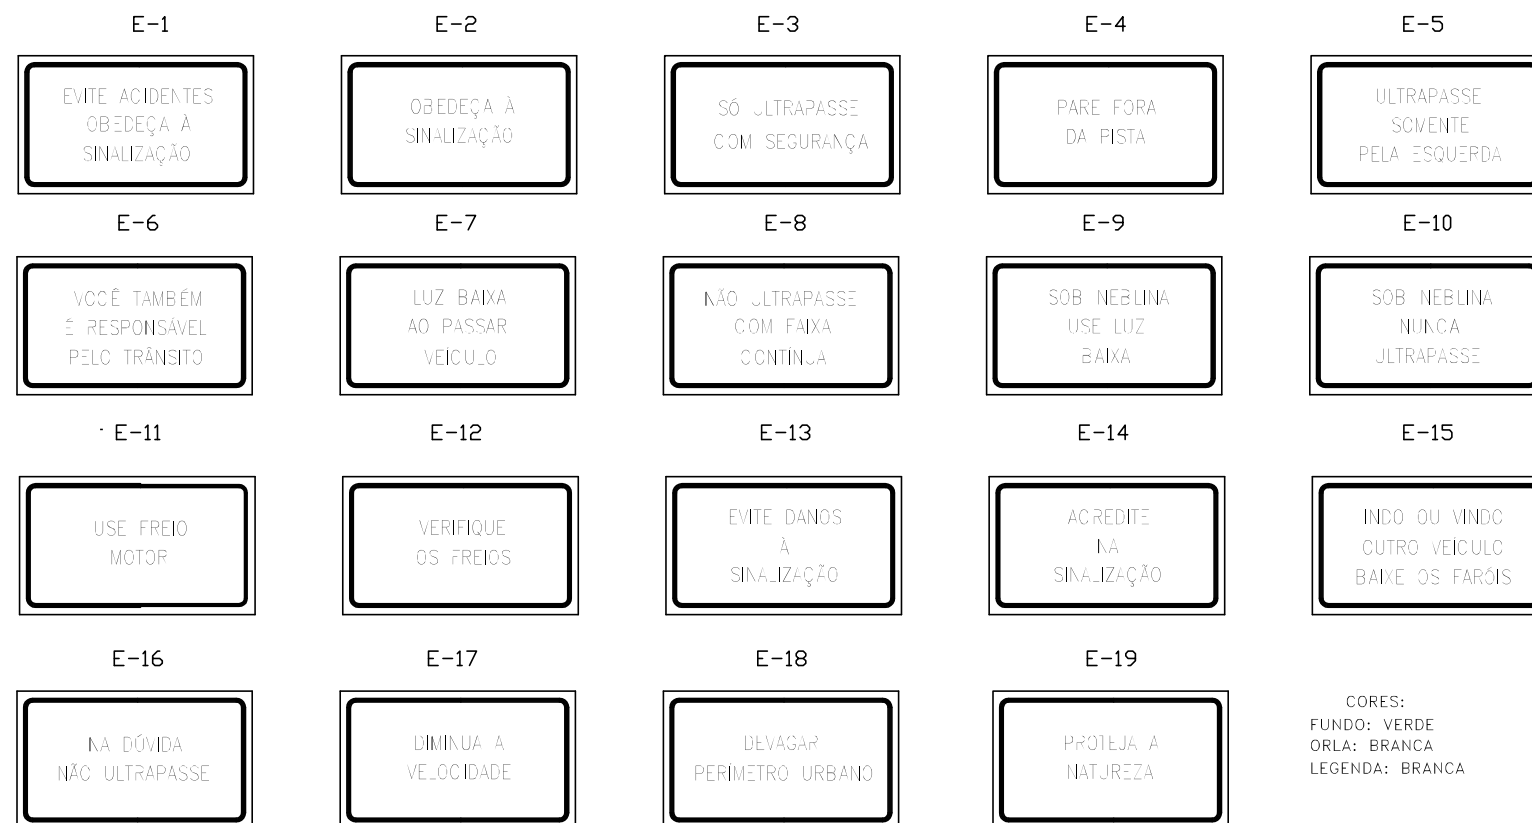 E-1
EVITE ACIDENTES
OBEDEÇA À
SINALIZAÇÃO
E-2
OBEDEÇA À
SINALIZAÇÃO
E-3
SÓ ULTRAPASSE
COM SEGURANÇA
E-4
PARE FORA
DA PISTA
E-5
ULTRAPASSE
SOMENTE
PELA ESQUERDA
E-6
VOCÊ TAMBÉM
É RESPONSÁVEL
PELO TRÂNSITO
E-7
LUZ BAIXA
AO PASSAR
VEÍCULO
E-8
NÃO ULTRAPASSE
COM FAIXA
CONTÍNUA
E-9
SOB NEBLINA
USE LUZ
BAIXA
E-10
SOB NEBLINA
NUNCA
ULTRAPASSE
E-11
USE FREIO
MOTOR
E-12
VERIFIQUE
OS FREIOS
E-13
EVITE DANOS
À
SINALIZAÇÃO
E-14
ACREDITE
NA
SINALIZAÇÃO
E-15
INDO OU VINDO
OUTRO VEÍCULO
BAIXE OS FARÓIS
E-16
NA DÚVIDA
NÃO ULTRAPASSE
E-17
DIMINUA A
VELOCIDADE
E-18
DEVAGAR
PERÍMETRO URBANO
E-19
PROTEJA A
NATUREZA
CORES:
FUNDO: VERDE
ORLA: BRANCA
LEGENDA: BRANCA